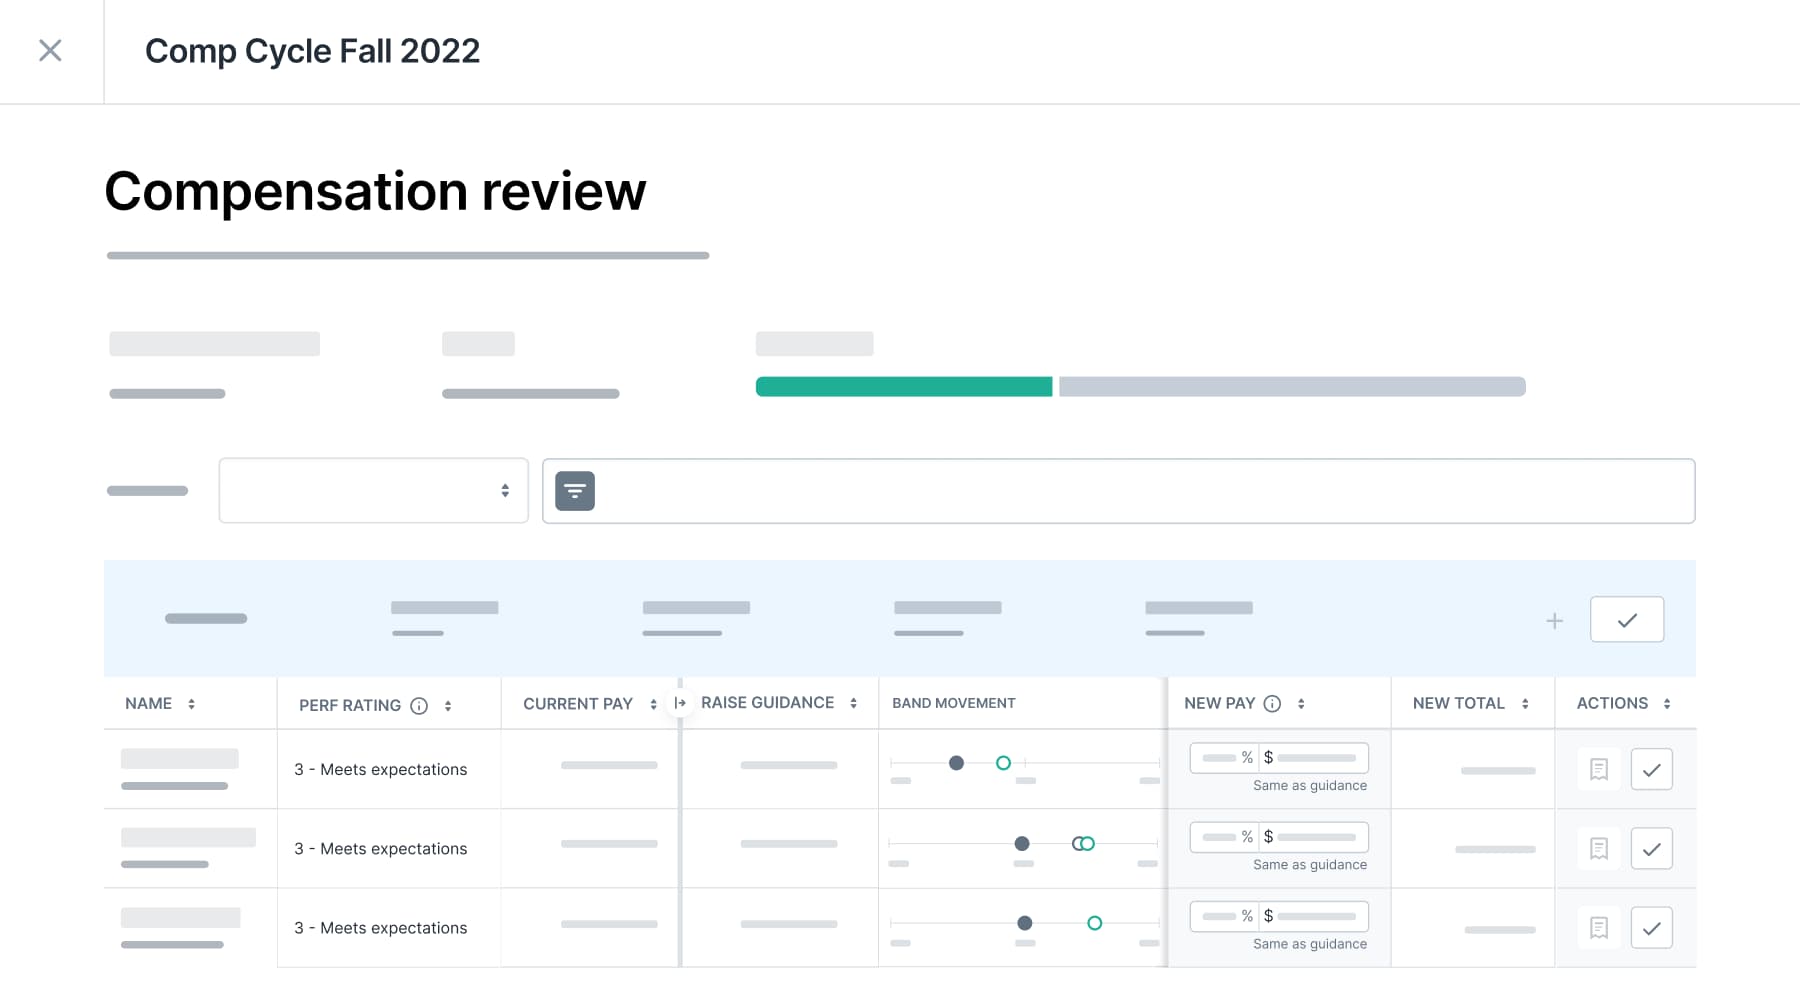 Comp Cycle Fall 2022
Compensation review
NAME PERF RATING CURRENT PAY RAISE GUIDANCE BAND MOVEMENT NEW PAY NEW TOTAL ACTIONS
3 - Meets expectations % $
Same as guidance
3 - Meets expectations % $
Same as guidance
3 - Meets expectations % $
Same as guidance